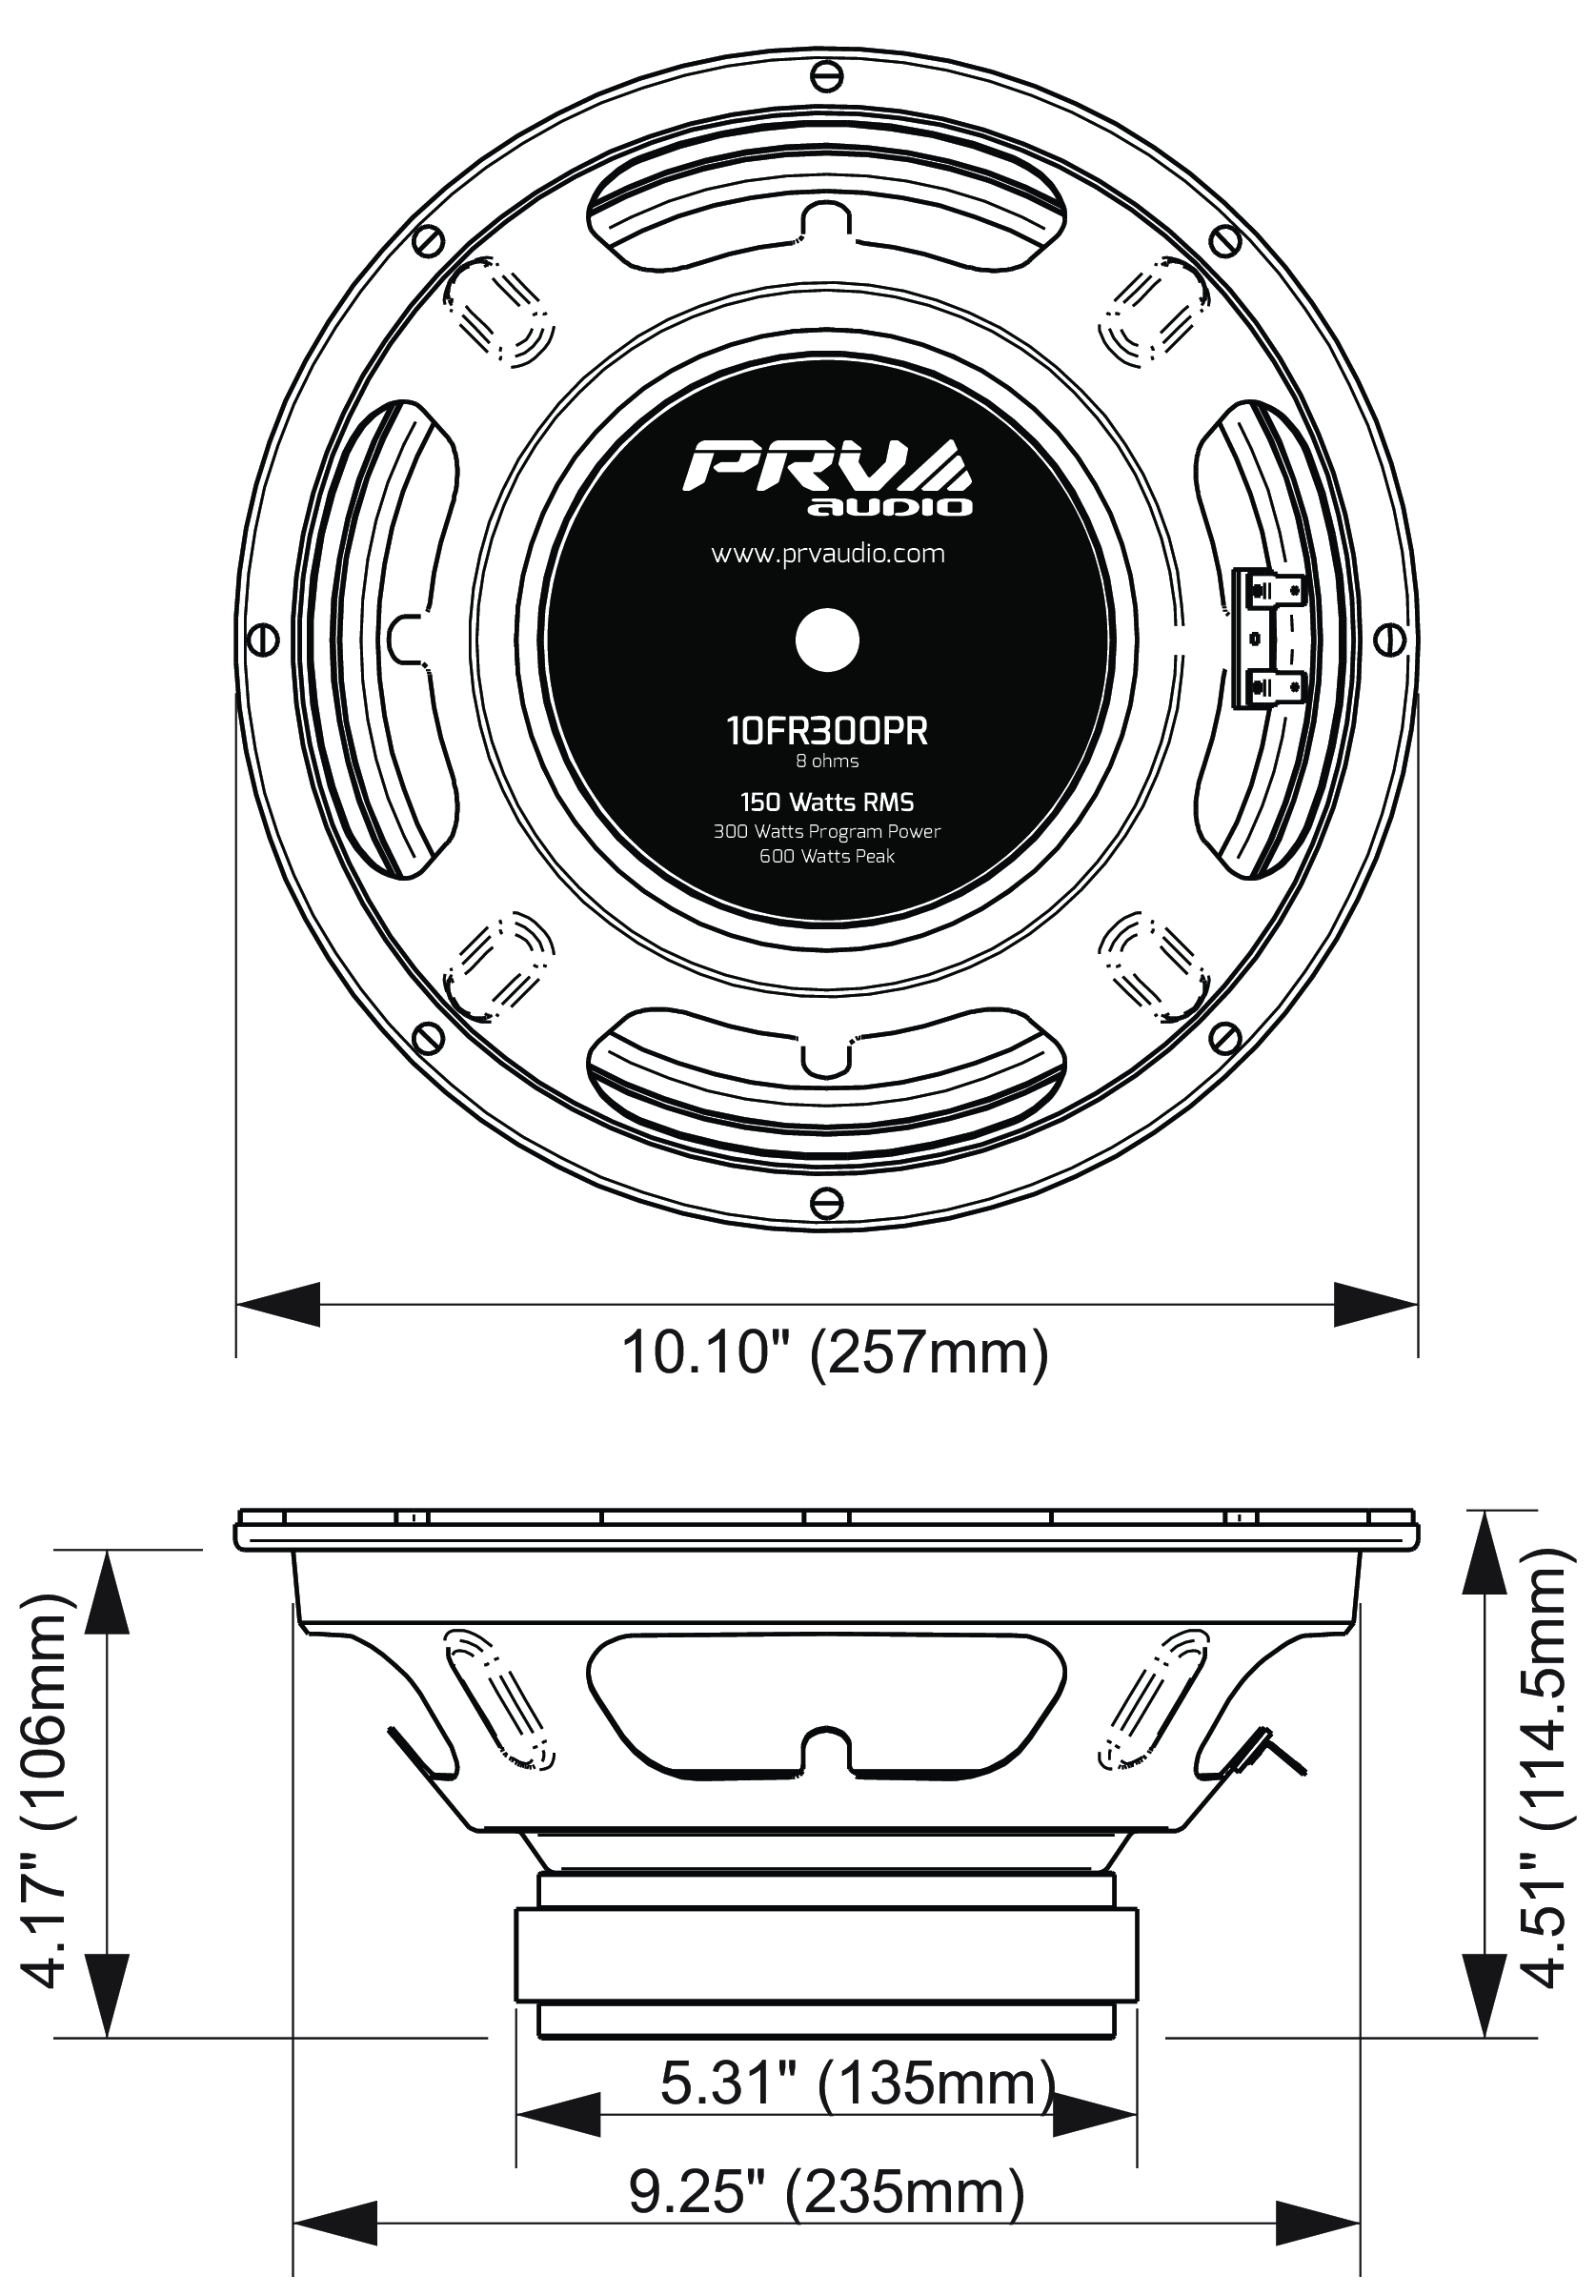 PRV
AUDIO
www.prvaudio.com
10FR300PR
8 ohms
150 Watts RMS
300 Watts Program Power
600 Watts Peak
10.10" (257mm)
4.17" (106mm)
4.51" (114.5mm)
5.31" (135mm)
9.25" (235mm)